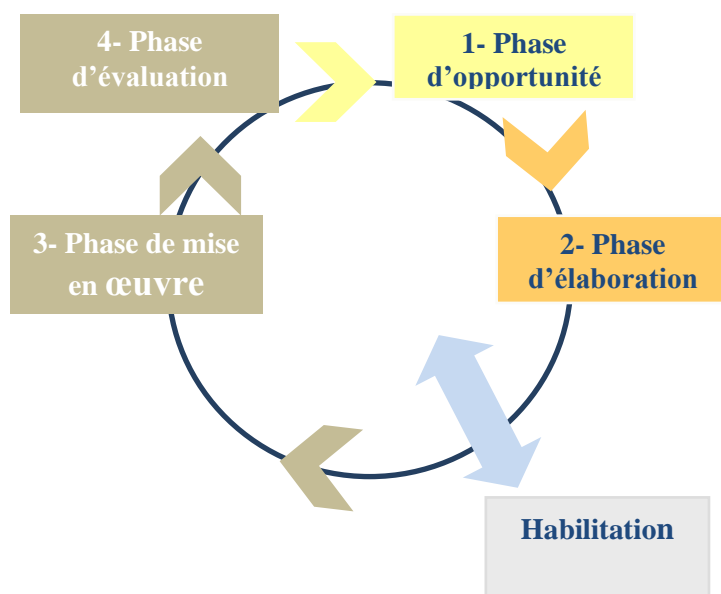 4- Phase
d’évaluation
1- Phase
d’opportunité
3- Phase de mise
en œuvre
2- Phase
d’élaboration
Habilitation